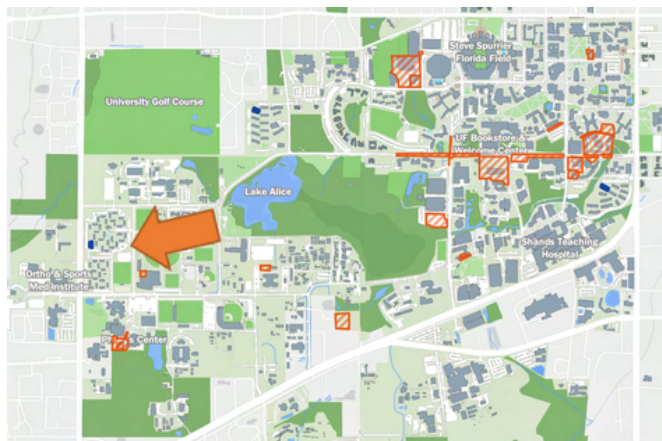 Steve Spurrier
Florida Field
University Golf Course
UF Bookstore &
Welcome Center
Lake Alice
Shands Teaching
Hospital
Ortho & Sports
Med Institute
Center